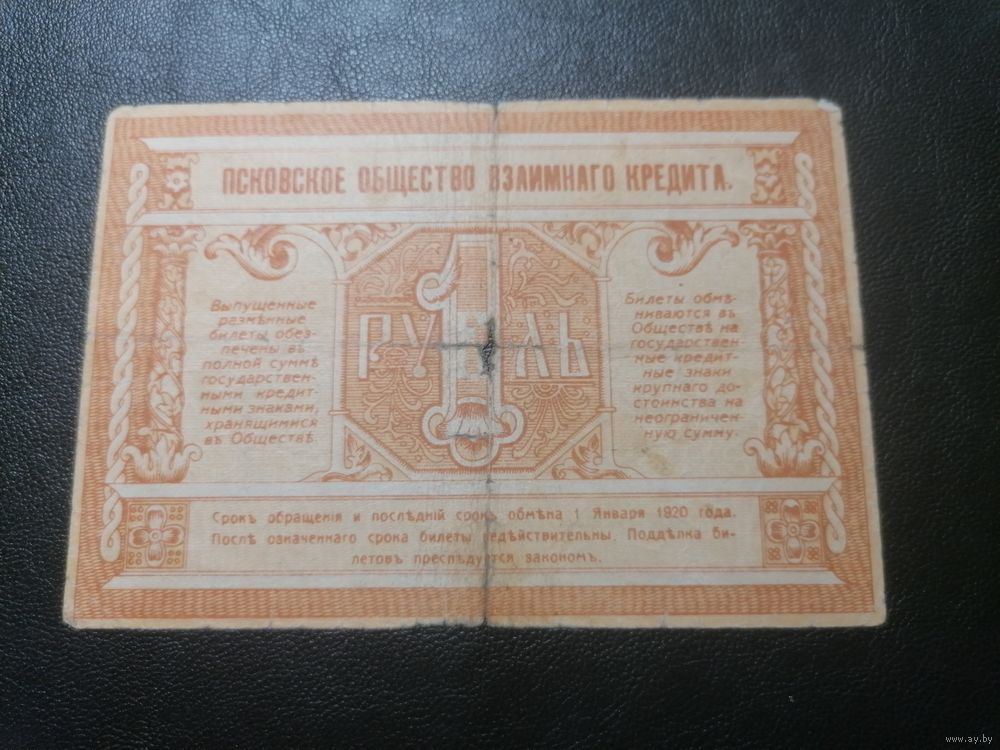 ПСКОВСКОЕ ОБЩЕСТВО ВЗАИМНАГО КРЕДИТА.
Выпущенные
размѣнные
билеты обез-
печены въ
полной суммѣ
государствен-
ными кредит-
ными знаками,
хранящимися
въ Обществѣ.
1
РУБЛЬ
Билеты обмѣ-
ниваются въ
Обществѣ на
государствен-
ные кредит-
ные знаки
крупнаго до-
стоинства на
неограничен-
ную сумму.
Срокъ обращенія и послѣдній срокъ обмѣна 1 Января 1920 года.
Послѣ означеннаго срока билеты недѣйствительны. Поддѣлка би-
летовъ преслѣдуется закономъ.
www.ay.by